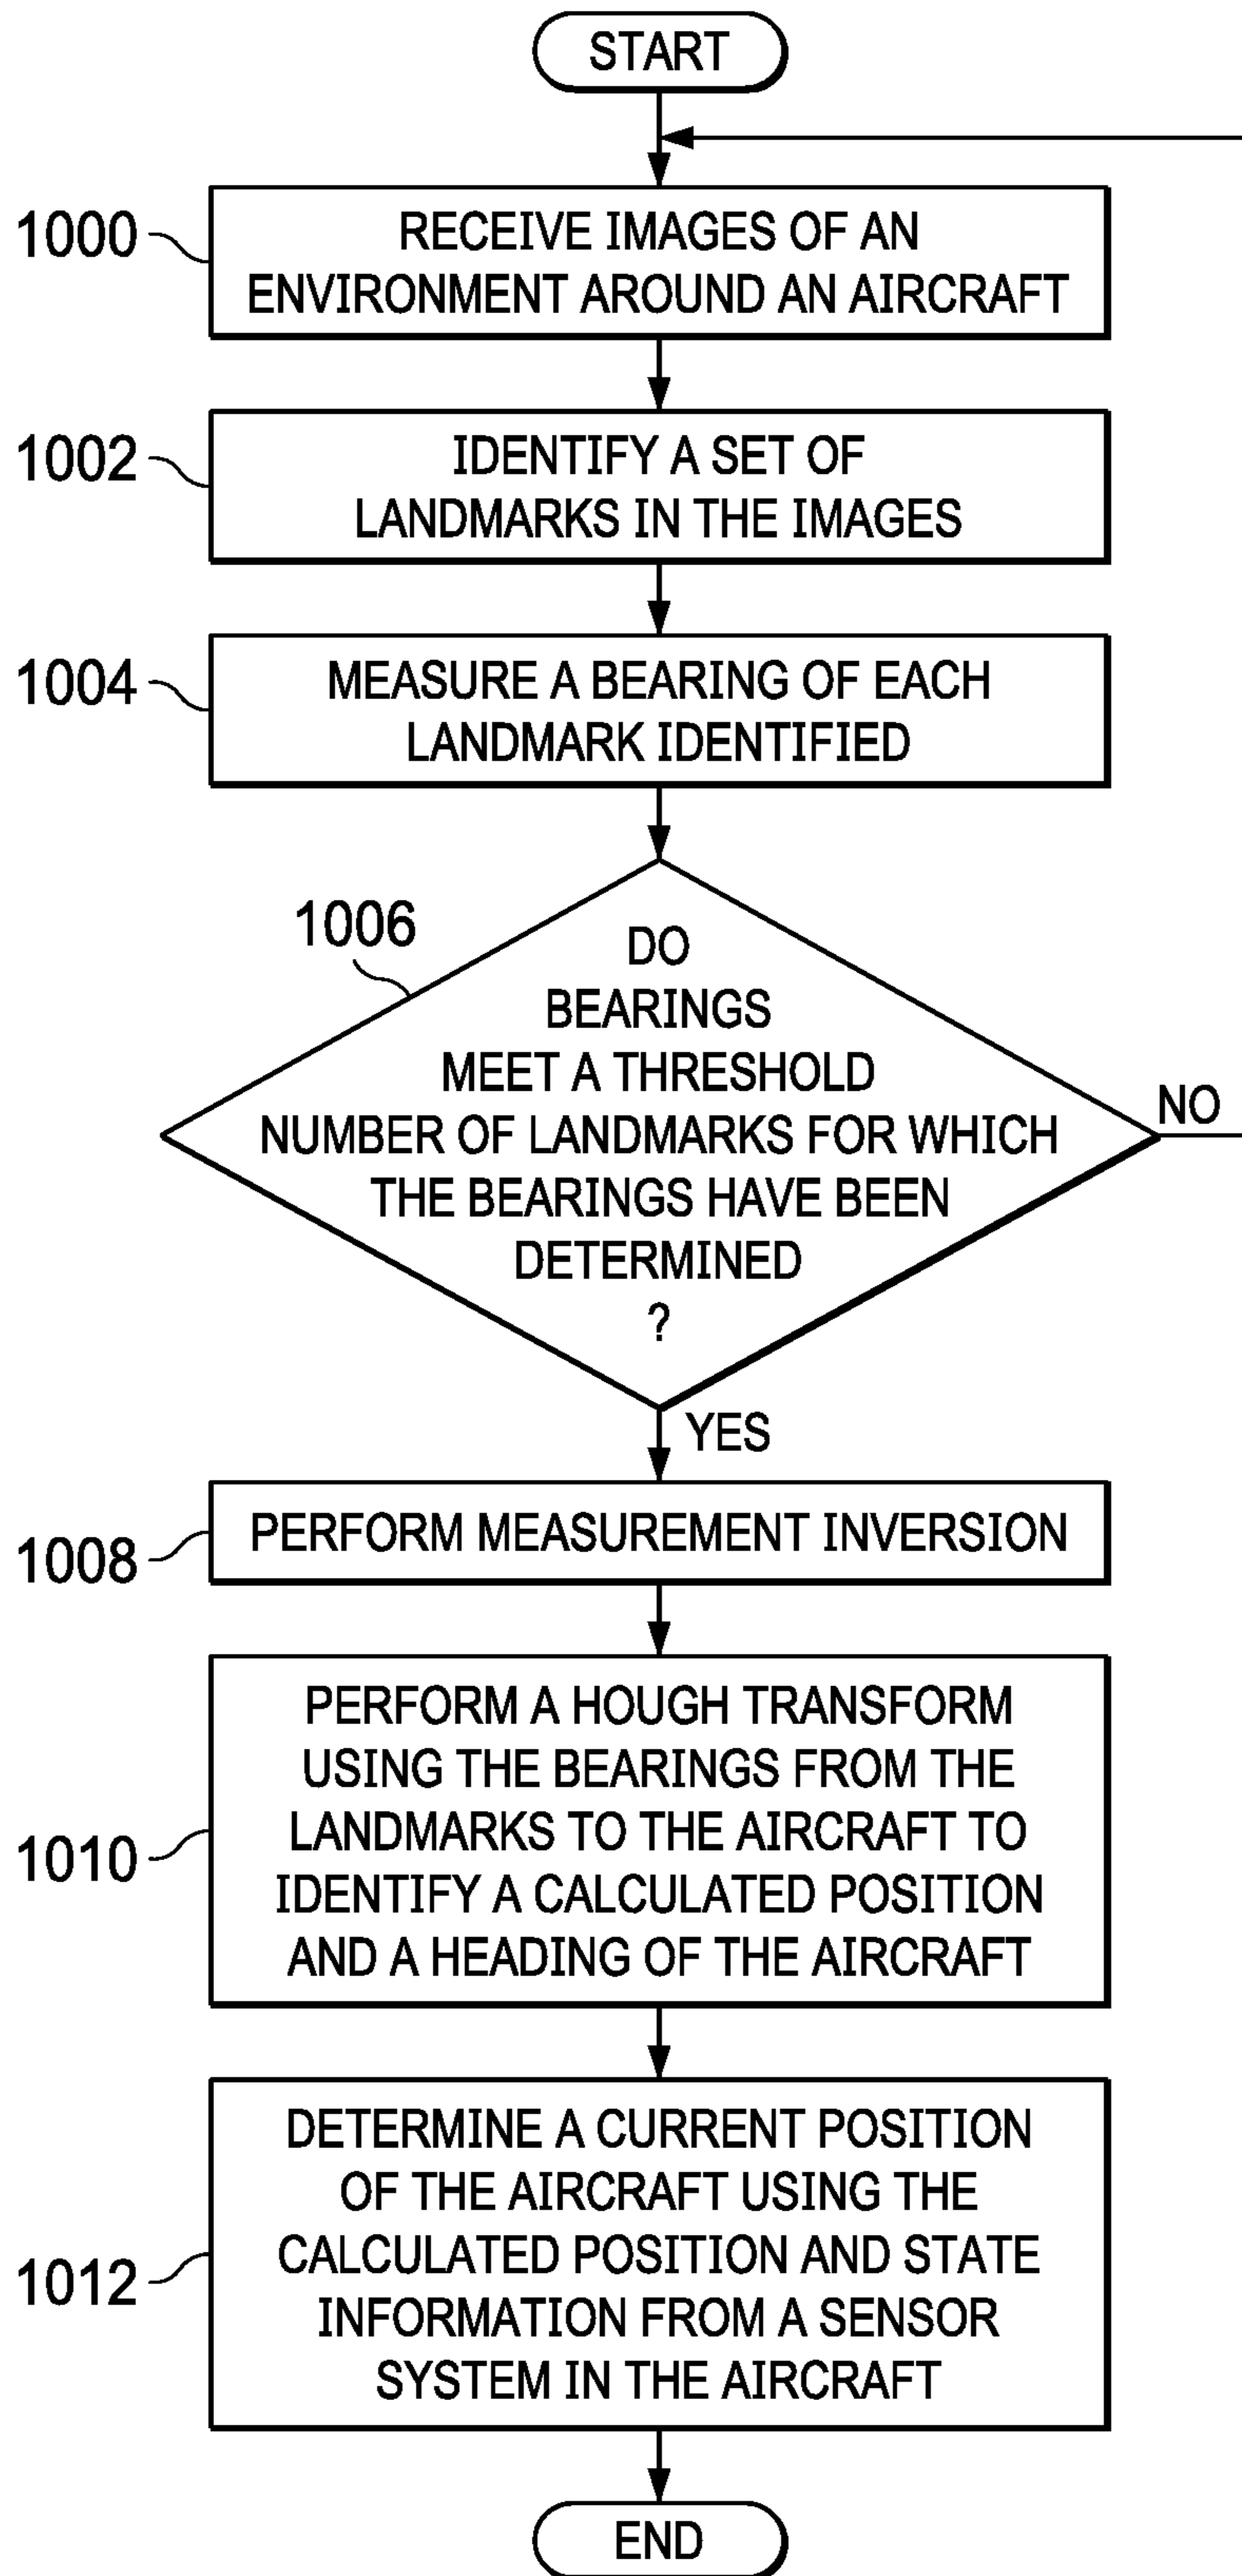 START
1000
RECEIVE IMAGES OF AN
ENVIRONMENT AROUND AN AIRCRAFT
1002
IDENTIFY A SET OF
LANDMARKS IN THE IMAGES
1004
MEASURE A BEARING OF EACH
LANDMARK IDENTIFIED
1006
DO
BEARINGS
MEET A THRESHOLD
NUMBER OF LANDMARKS FOR WHICH
THE BEARINGS HAVE BEEN
DETERMINED
?
NO
YES
1008
PERFORM MEASUREMENT INVERSION
1010
PERFORM A HOUGH TRANSFORM
USING THE BEARINGS FROM THE
LANDMARKS TO THE AIRCRAFT TO
IDENTIFY A CALCULATED POSITION
AND A HEADING OF THE AIRCRAFT
1012
DETERMINE A CURRENT POSITION
OF THE AIRCRAFT USING THE
CALCULATED POSITION AND STATE
INFORMATION FROM A SENSOR
SYSTEM IN THE AIRCRAFT
END